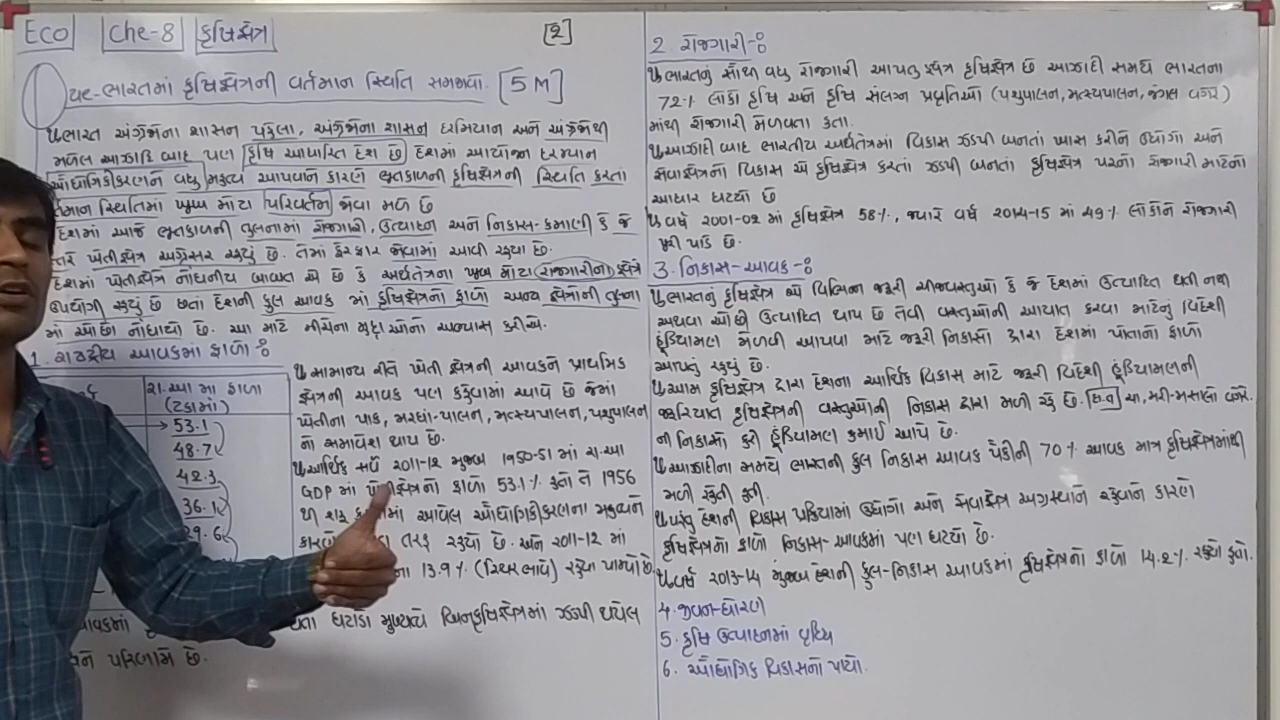 Eco Che-8 કૃષિક્ષેત્ર [2]
પ્રશ્ન-ભારતમાં કૃષિક્ષેત્રની વર્તમાન સ્થિતિ સમજાવો. [5 M]
ભારત અંગ્રેજોના શાસન પહેલા, અંગ્રેજોના શાસન દરમિયાન અને અંગ્રેજોથી
મળેલ આઝાદિ બાદ પણ કૃષિ આધારિત દેશ છે દેશમાં આયોજન દરમ્યાન
ઔધોગિકીકરણને વધુ મહત્વ આપવાને કારણે ભૂતકાળની કૃષિક્ષેત્રની સ્થિતિ કરતાં
ર્તમાન સ્થિતિમાં ખૂબ મોટા પરિવર્તન જોવા મળે છે
દેશમાં આજે ભૂતકાળની તુલનામાં રોજગારી, ઉત્પાદન અને નિકાસ-કમાણી કે જે
સ્તરે ખેતીક્ષેત્ર અગ્રેસર રહ્યું છે. તેમાં ફેરફાર જોવામાં આવી રહ્યા છે.
દેશમાં ખેતીક્ષેત્ર નોંધનીય બાબત એ છે કે અર્થતંત્રના ખૂબ મોટા રોજગારીના ક્ષેત્રે
ઉપયોગી રહ્યું છે છતાં દેશની કુલ આવક માં કૃષિક્ષેત્રનો ફાળો અન્ય ક્ષેત્રોની તુલના
માં ઓછો નોંધાયો છે. આ માટે નીચેના મુદ્દાઓનો અભ્યાસ કરીએ.
1. રાષ્ટ્રીય આવકમાં ફાળો :
રા.આ મા ફાળો
(ટકામાં)
53.1
48.7
42.3
36.1
29.6
સામાન્ય રીતે ખેતી ક્ષેત્રની આવકને પ્રાથમિક
ક્ષેત્રની આવક પણ કહેવામાં આવે છે જેમાં
ખેતીના પાક, મરઘાં-પાલન, મત્સ્યપાલન, પશુપાલન
નો સમાવેશ થાય છે.
આર્થિક સર્વે 2011-12 મુજબ 1950-51 માં રા.આ
GDP માં ખેતીક્ષેત્રનો ફાળો 53.1% હતો ને 1956
થી શરૂ માં આવેલ ઔધોગિકીકરણના મહત્વને
કારણે તરફ રહ્યો છે. અને 2011-12 માં
ના 13.9% (સ્થિર ભાવે) રહેવા પામ્યો છે.
આવકમાં થતા ઘટાડા મુખ્યત્વે બિનકૃષિક્ષેત્રમાં ઝડપી થયેલ
ને પરિણામે છે.
2. રોજગારી-:
ભારતનું સૌથી વધુ રોજગારી આપતુ ક્ષેત્ર કૃષિક્ષેત્ર છે આઝાદી સમયે ભારતના
72% લોકો કૃષિ અને કૃષિ સંલગ્ન પ્રવૃતિઓ (પશુપાલન, મત્સ્યપાલન, જંગલ વગેરે)
માંથી રોજગારી મેળવતા હતા.
આઝાદી બાદ ભારતીય અર્થતંત્રમાં વિકાસ ઝડપી બનતાં ખાસ કરીને ઉધોગો અને
સેવાક્ષેત્રનો વિકાસ એ કૃષિક્ષેત્ર કરતાં ઝડપી બનતાં કૃષિક્ષેત્ર પરનો રોજગારી માટેનો
આધાર ઘટયો છે
વર્ષ 2001-02 માં કૃષિક્ષેત્ર 58%, જ્યારે વર્ષ 2014-15 માં 49% લોકોને રોજગારી
પૂરી પાડે છે.
3. નિકાસ-આવક-:
ભારતનું કૃષિક્ષેત્ર એ વિભિન્ન જરૂરી ચીજવસ્તુઓ કે જે દેશમાં ઉત્પાદિત થતી નથી
અથવા ઓછી ઉત્પાદિત થાય છે તેવી વસ્તુઓની આયાત કરવા માટેનું વિદેશી
હૂંડિયામણ મેળવી આપવા માટે જરૂરી નિકાસો દ્વારા દેશમાં પોતાનો ફાળો
આપતું રહ્યું છે.
આમ કૃષિક્ષેત્ર દ્વારા દેશના આર્થિક વિકાસ માટે જરૂરી વિદેશી હૂંડિયામણની
જરૂરિયાત કૃષિક્ષેત્રની વસ્તુઓની નિકાસ દ્વારા મળી રહે છે. દા.ત ચા, મરી-મસાલા વગેરે.
ની નિકાસો કરી હૂંડિયામણ કમાઈ આપે છે.
આઝાદીના સમયે ભારતની કુલ નિકાસ આવક પૈકીની 70% આવક માત્ર કૃષિક્ષેત્રમાંથી
મળી રહેતી હતી.
પરંતુ દેશની વિકાસ પ્રક્રિયામાં ઉધોગો અને સેવાક્ષેત્ર અગ્રસ્થાને રહેવાને કારણે
કૃષિક્ષેત્રનો ફાળો નિકાસ-આવકમાં પણ ઘટયો છે.
વર્ષ 2013-14 મુજબ દેશની કુલ-નિકાસ આવકમાં કૃષિક્ષેત્રનો ફાળો 14.2% રહ્યો હતો.
4. જીવન-ધોરણ
5. કૃષિ ઉત્પાદનમાં વૃદ્ધિ
6. ઔધોગિક વિકાસનો પાયો.